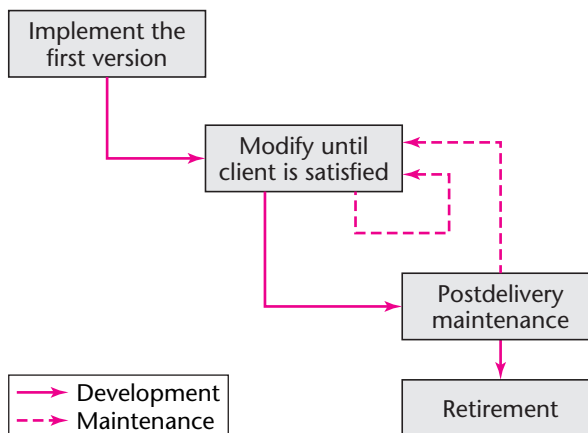 Implement the
first version
Modify until
client is satisfied
Postdelivery
maintenance
Development
Maintenance
Retirement